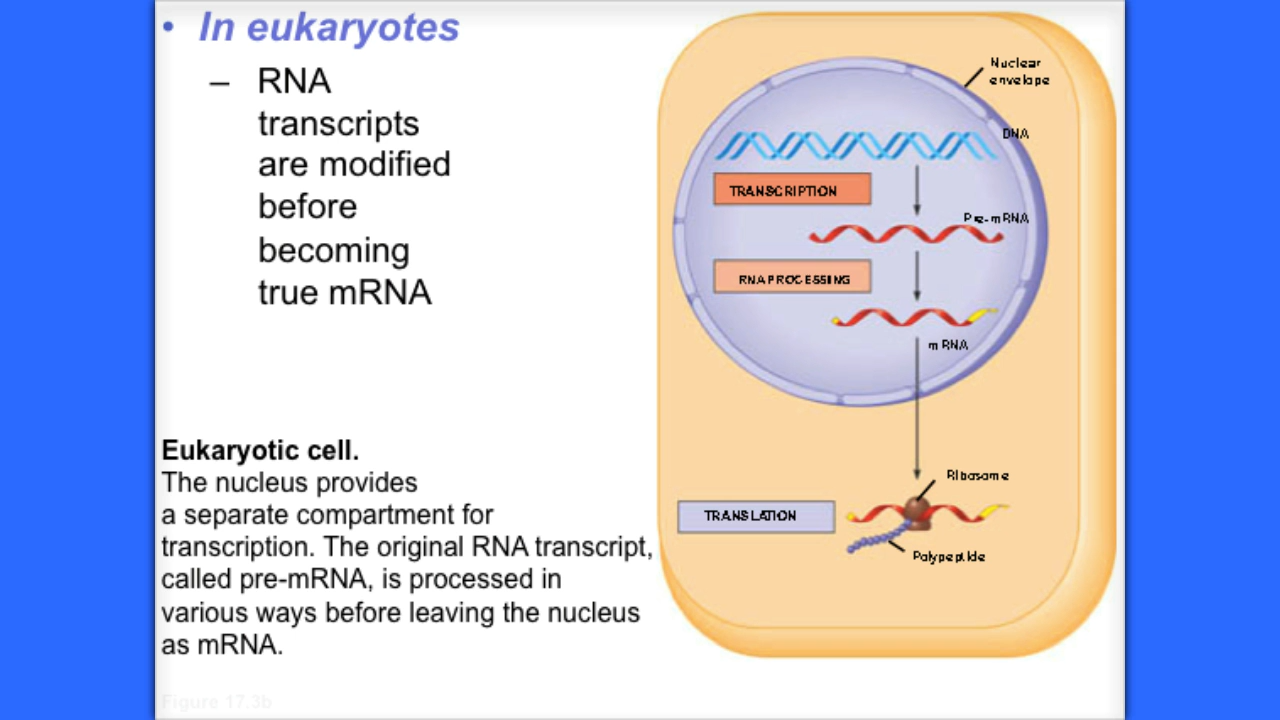 • In eukaryotes
– RNA
transcripts
are modified
before
becoming
true mRNA
Eukaryotic cell.
The nucleus provides
a separate compartment for
transcription. The original RNA transcript,
called pre-mRNA, is processed in
various ways before leaving the nucleus
as mRNA.
Figure 17.3b
Nuclear
envelope
DNA
TRANSCRIPTION
Pre-mRNA
RNA PROCESSING
mRNA
Ribosome
TRANSLATION
Polypeptide